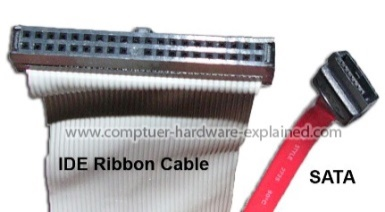 www.comptuer-hardware-explained.com
IDE Ribbon Cable
SATA